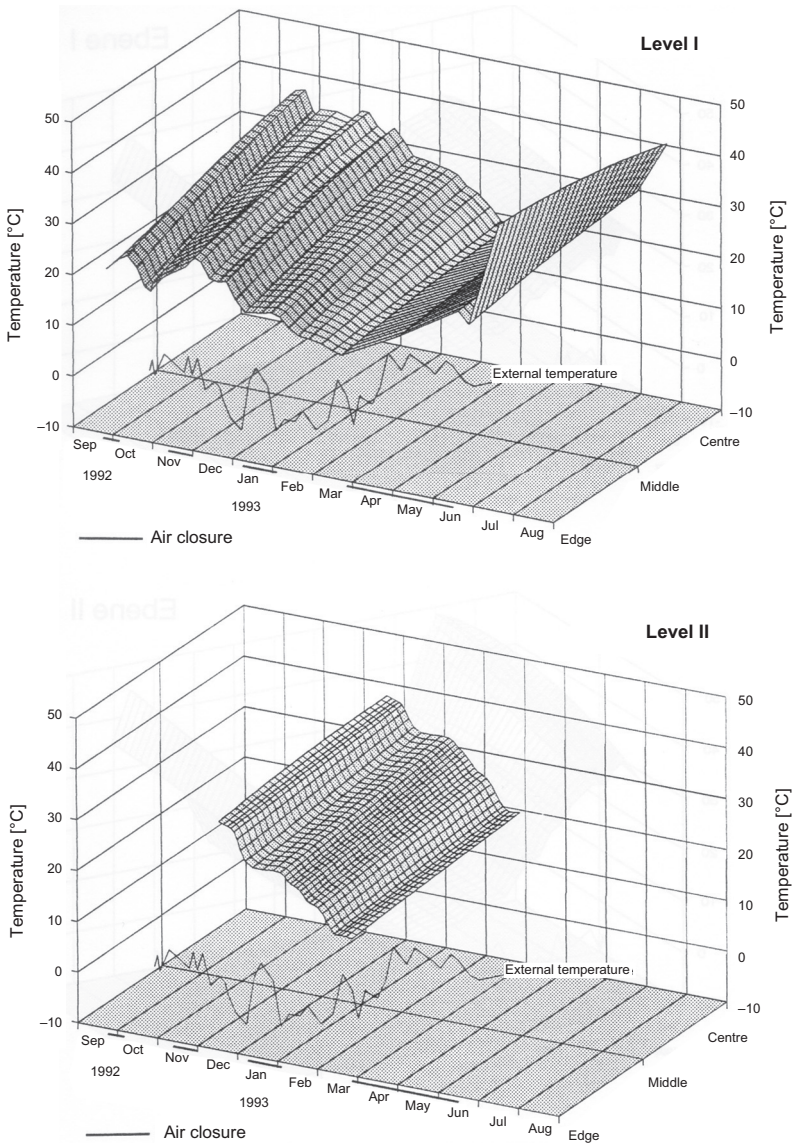 Level I
50
40
30
20
10
0
–10
Temperature [°C]
50
40
30
20
10
0
–10
Temperature [°C]
External temperature
Sep
Oct
Nov
Dec
Jan
Feb
Mar
Apr
May
Jun
Jul
Aug
1992
1993
Edge
Middle
Centre
Air closure
Ebene I
Level II
50
40
30
20
10
0
–10
Temperature [°C]
50
40
30
20
10
0
–10
Temperature [°C]
External temperature
Sep
Oct
Nov
Dec
Jan
Feb
Mar
Apr
May
Jun
Jul
Aug
1992
1993
Edge
Middle
Centre
Air closure
Ebene II